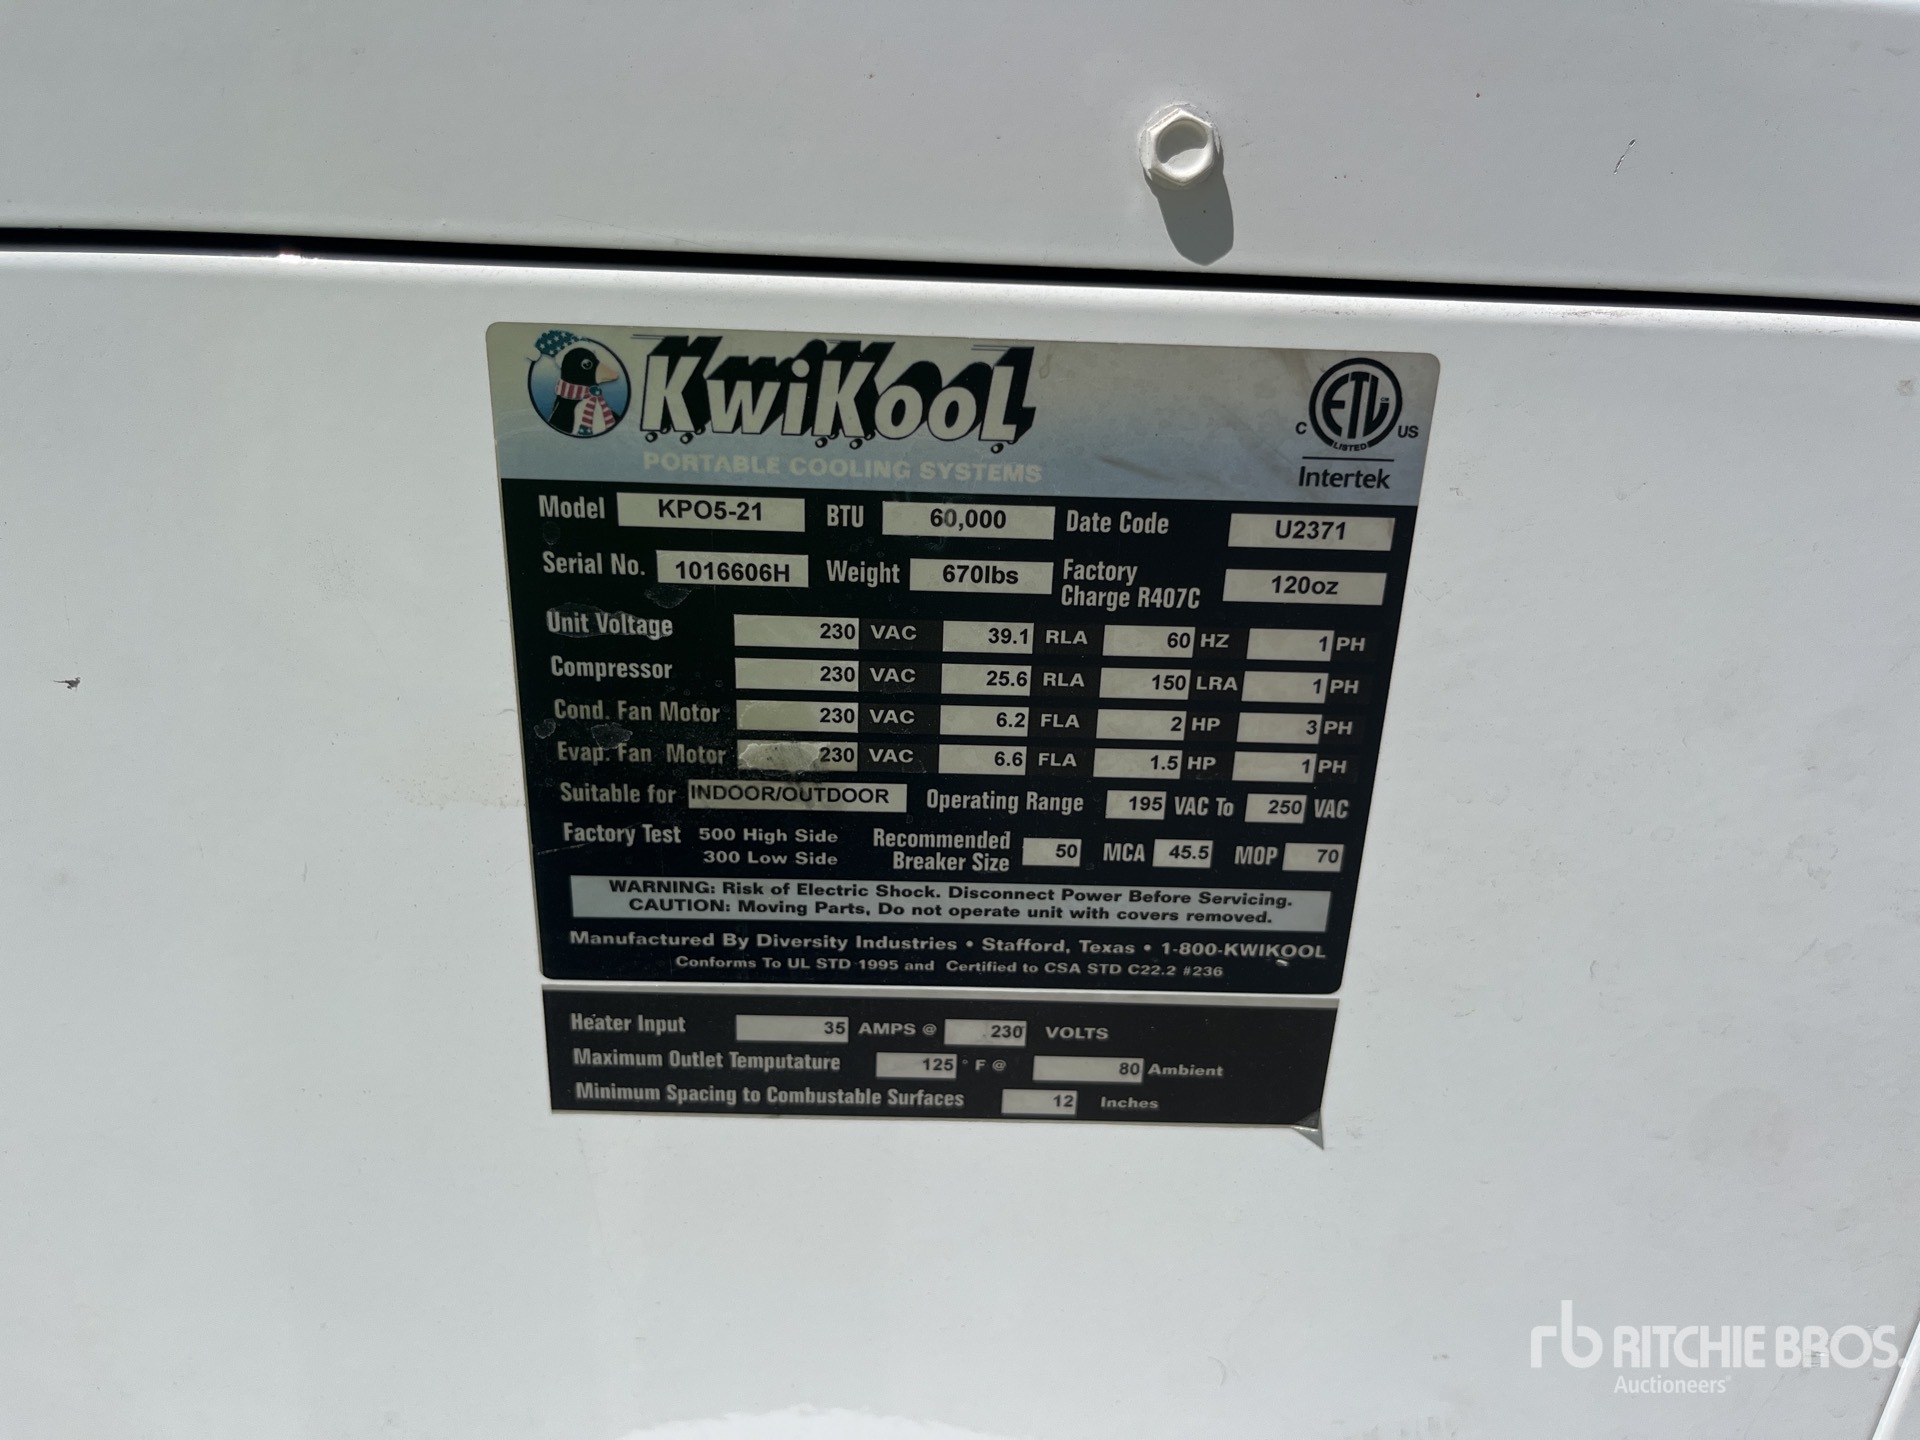 KwiKool
PORTABLE COOLING SYSTEMS
ETL CM
LISTED
C US
Intertek
Model KPO5-21 BTU 60,000 Date Code U2371
Serial No. 1016606H Weight 670lbs Factory Charge R407C 120oz
Unit Voltage 230 VAC 39.1 RLA 60 HZ 1 PH
Compressor 230 VAC 25.6 RLA 150 LRA 1 PH
Cond. Fan Motor 230 VAC 6.2 FLA 2 HP 3 PH
Evap. Fan Motor 230 VAC 6.6 FLA 1.5 HP 1 PH
Suitable for INDOOR/OUTDOOR Operating Range 195 VAC To 250 VAC
Factory Test 500 High Side Recommended Breaker Size 50 MCA 45.5 MOP 70
300 Low Side
WARNING: Risk of Electric Shock. Disconnect Power Before Servicing.
CAUTION: Moving Parts, Do not operate unit with covers removed.
Manufactured By Diversity Industries • Stafford, Texas • 1-800-KWIKOOL
Conforms To UL STD 1995 and Certified to CSA STD C22.2 #236
Heater Input 35 AMPS @ 230 VOLTS
Maximum Outlet Temputature 125 ° F @ 80 Ambient
Minimum Spacing to Combustable Surfaces 12 Inches
rb RITCHIE BROS.
Auctioneers